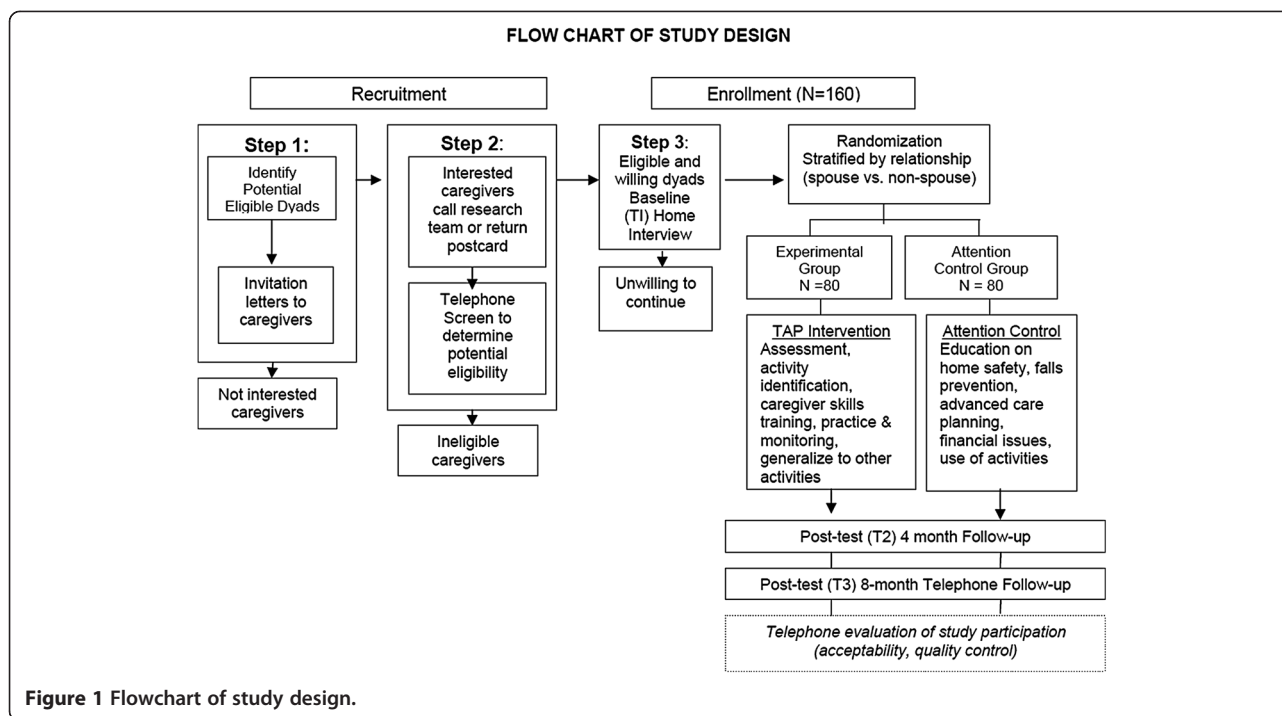 FLOW CHART OF STUDY DESIGN
Recruitment
Enrollment (N=160)
Step 1:
Identify
Potential
Eligible Dyads
Invitation
letters to
caregivers
Not interested
caregivers
Step 2:
Interested
caregivers
call research
team or return
postcard
Telephone
Screen to
determine
potential
eligibility
Ineligible
caregivers
Step 3:
Eligible and
willing dyads
Baseline
(TI) Home
Interview
Unwilling to
continue
Randomization
Stratified by relationship
(spouse vs. non-spouse)
Experimental
Group
N =80
Attention
Control Group
N = 80
TAP Intervention
Assessment,
activity
identification,
caregiver skills
training, practice &
monitoring,
generalize to other
activities
Attention Control
Education on
home safety, falls
prevention,
advanced care
planning,
financial issues,
use of activities
Post-test (T2) 4 month Follow-up
Post-test (T3) 8-month Telephone Follow-up
Telephone evaluation of study participation
(acceptability, quality control)
Figure 1 Flowchart of study design.